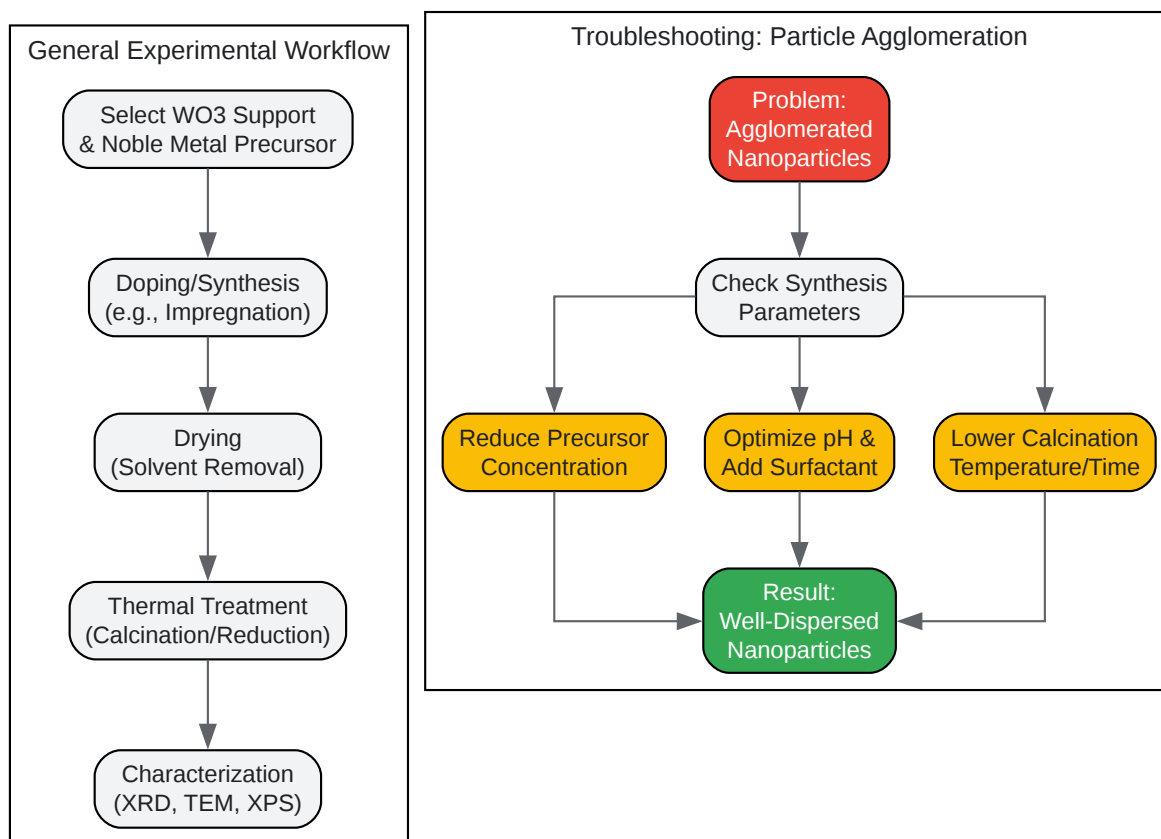 General Experimental Workflow
Select WO3 Support
& Noble Metal Precursor
Doping/Synthesis
(e.g., Impregnation)
Drying
(Solvent Removal)
Thermal Treatment
(Calcination/Reduction)
Characterization
(XRD, TEM, XPS)
Troubleshooting: Particle Agglomeration
Problem:
Agglomerated
Nanoparticles
Check Synthesis
Parameters
Reduce Precursor
Concentration
Optimize pH &
Add Surfactant
Lower Calcination
Temperature/Time
Result:
Well-Dispersed
Nanoparticles